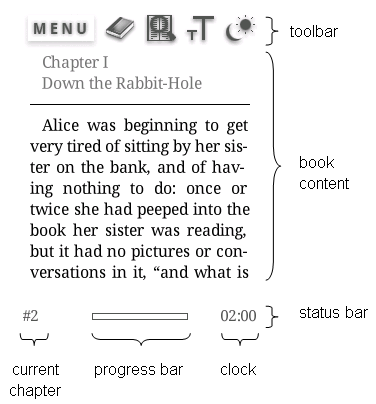 MENU
toolbar
Chapter I
Down the Rabbit-Hole
Alice was beginning to get
very tired of sitting by her sis-
ter on the bank, and of hav-
ing nothing to do: once or
twice she had peeped into the
book her sister was reading,
but it had no pictures or con-
versations in it, “and what is
book
content
#2
02:00
status bar
current
chapter
progress bar
clock